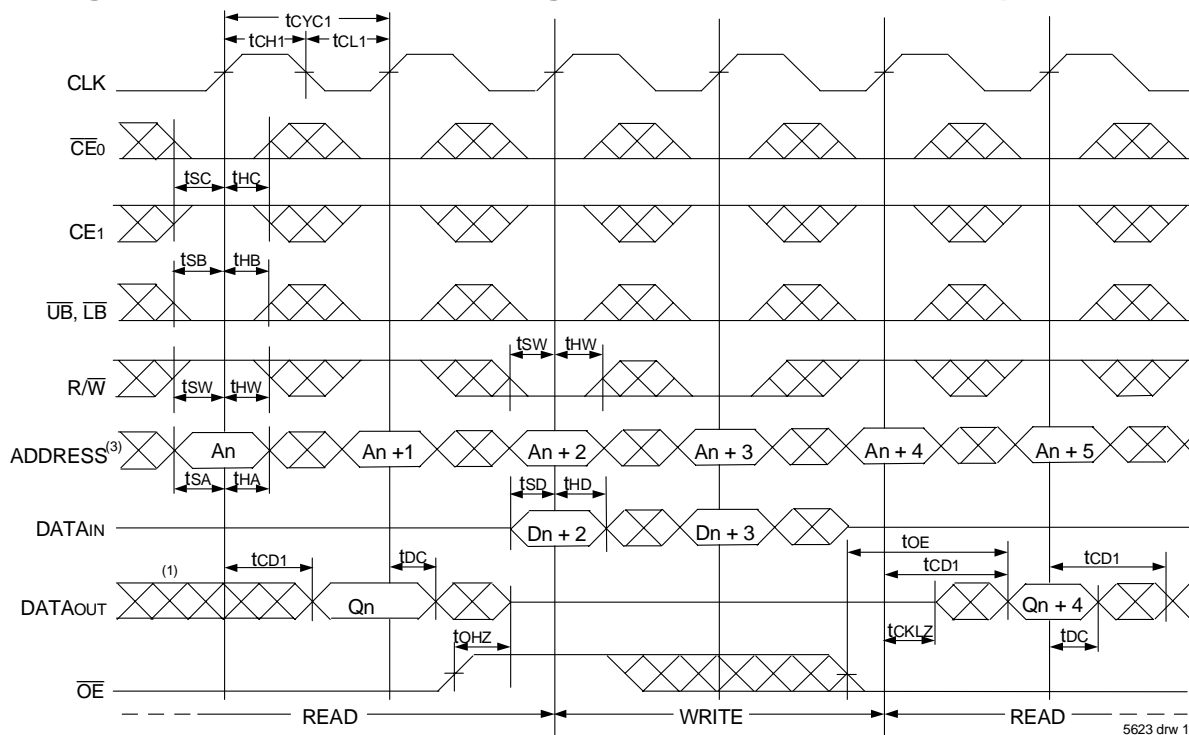 tCYC1
tCH1 tCL1
CLK
CE0
tSC tHC
CE1
tSB tHB
UB, LB
tSW tHW
R/W
tSW tHW
ADDRESS(3) An An +1 An + 2 An + 3 An + 4 An + 5
tSA tHA tSD tHD
DATAIN Dn + 2 Dn + 3
tOE
(1) tCD1 tDC tCD1 tCD1
DATAOUT Qn Qn + 4
tOHZ tCKLZ tDC
OE
READ WRITE READ
5623 drw 1